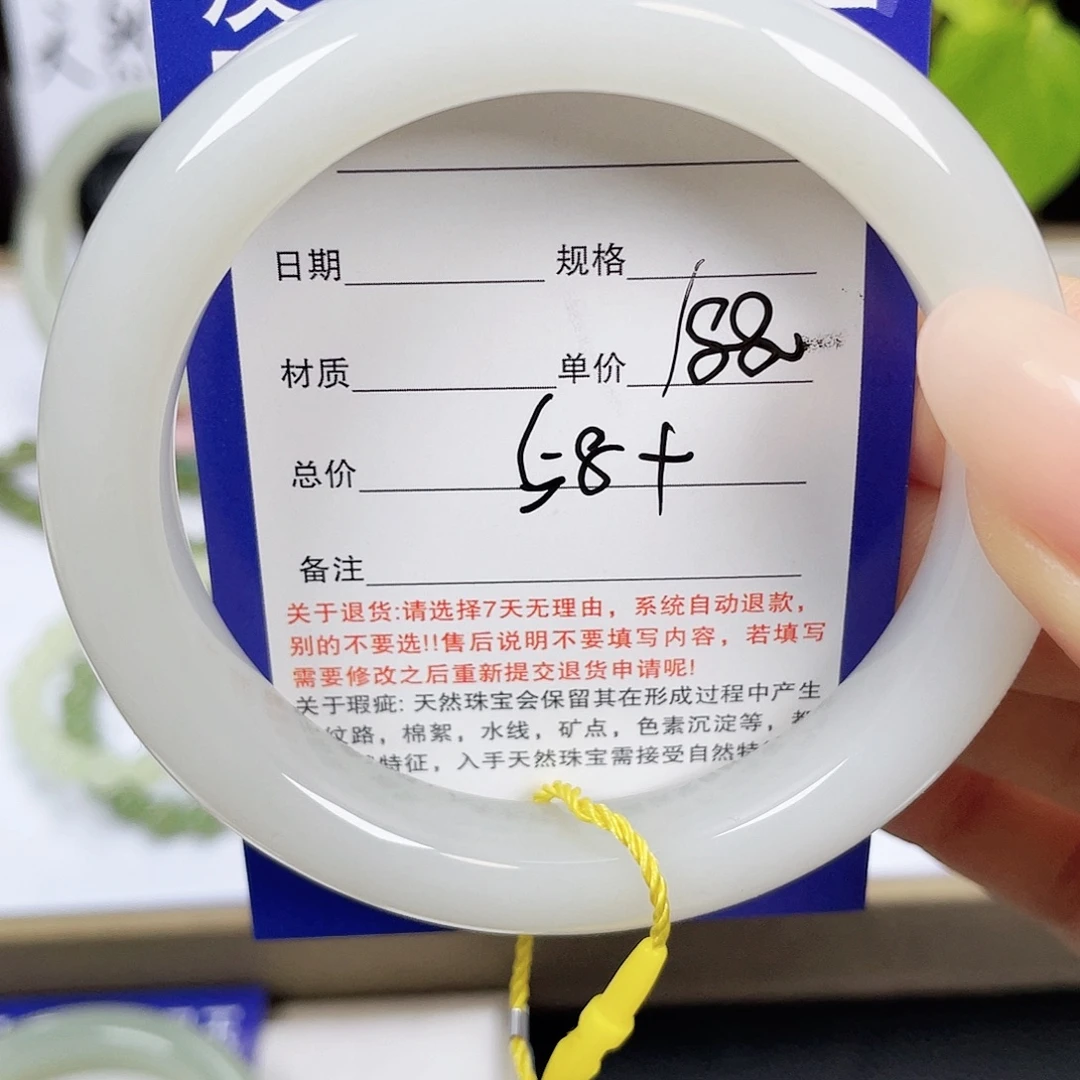 日期 规格
材质 单价 188
总价 58+
备注
关于退货:请选择7天无理由，系统自动退款，
别的不要选!!售后说明不要填写内容，若填写
需要修改之后重新提交退货申请呢!
关于瑕疵: 天然珠宝会保留其在形成过程中产生
纹路，棉絮，水线，矿点，色素沉淀等，都
特征，入手天然珠宝需接受自然特